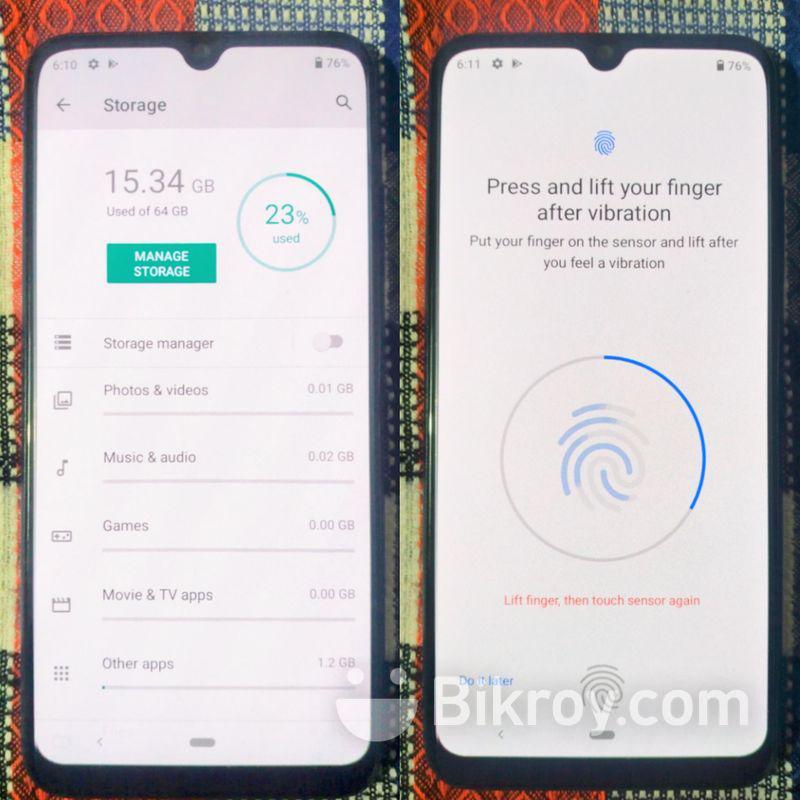 6:10
76%
Storage
15.34 GB
Used of 64 GB
23%
used
MANAGE
STORAGE
Storage manager
Photos & videos 0.01 GB
Music & audio 0.02 GB
Games 0.00 GB
Movie & TV apps 0.00 GB
Other apps 1.2 GB
6:11
76%
Press and lift your finger
after vibration
Put your finger on the sensor and lift after
you feel a vibration
Lift finger, then touch sensor again
Do it later
Bikroy.com